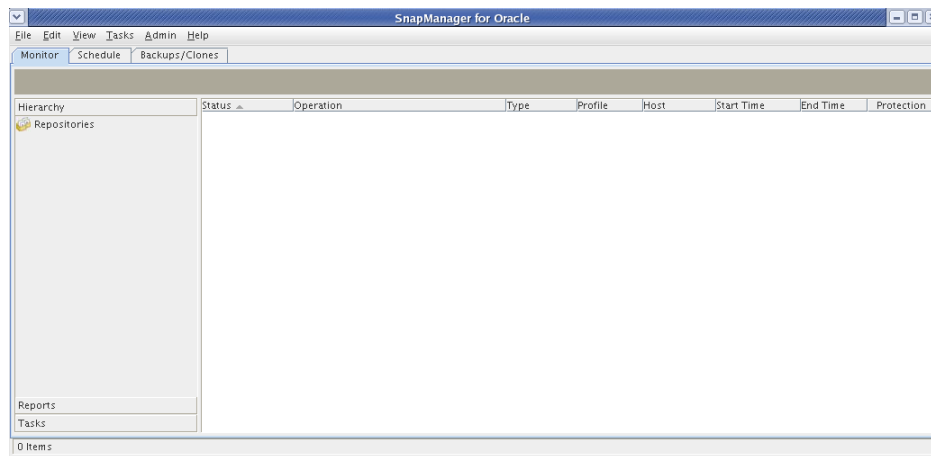 SnapManager for Oracle
File Edit View Tasks Admin Help
Monitor Schedule Backups/Clones
Hierarchy Status Operation Type Profile Host Start Time End Time Protection
Repositories
Reports
Tasks
0 Items